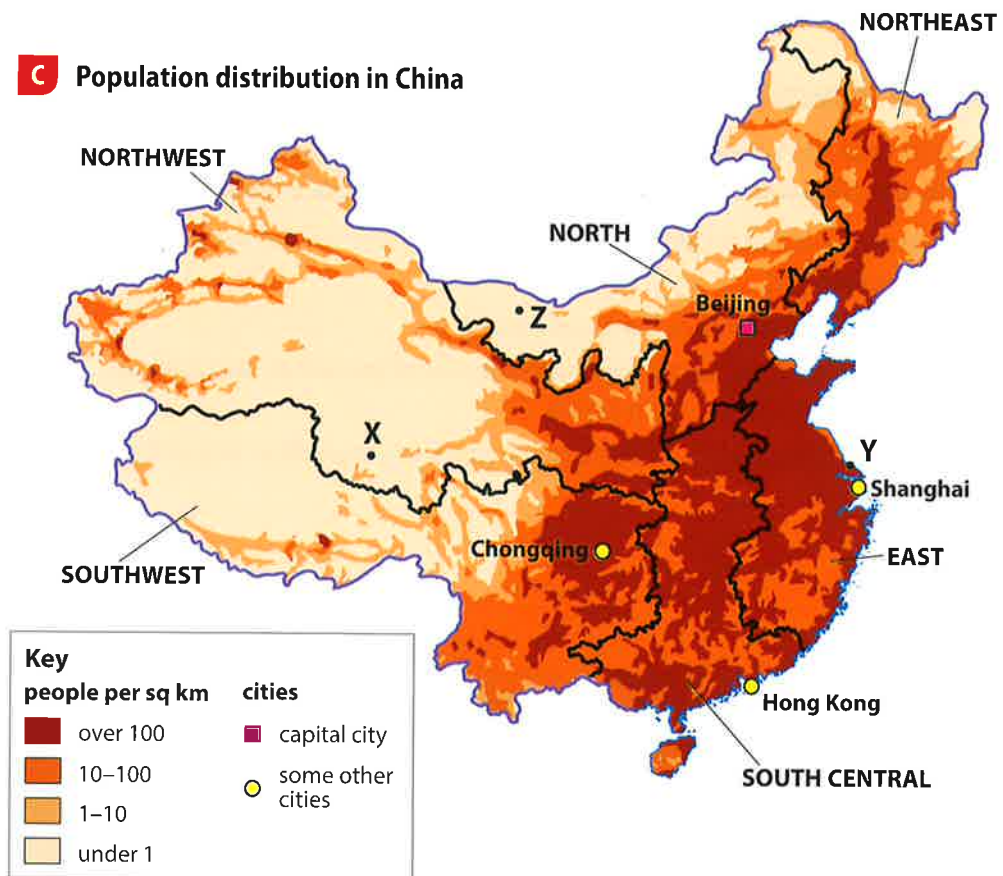 C Population distribution in China
NORTHEAST
NORTHWEST
NORTH
Beijing
Z
X
Y
Shanghai
Chongqing
EAST
SOUTHWEST
Hong Kong
SOUTH CENTRAL
Key
people per sq km
over 100
10–100
1–10
under 1
cities
capital city
some other
cities